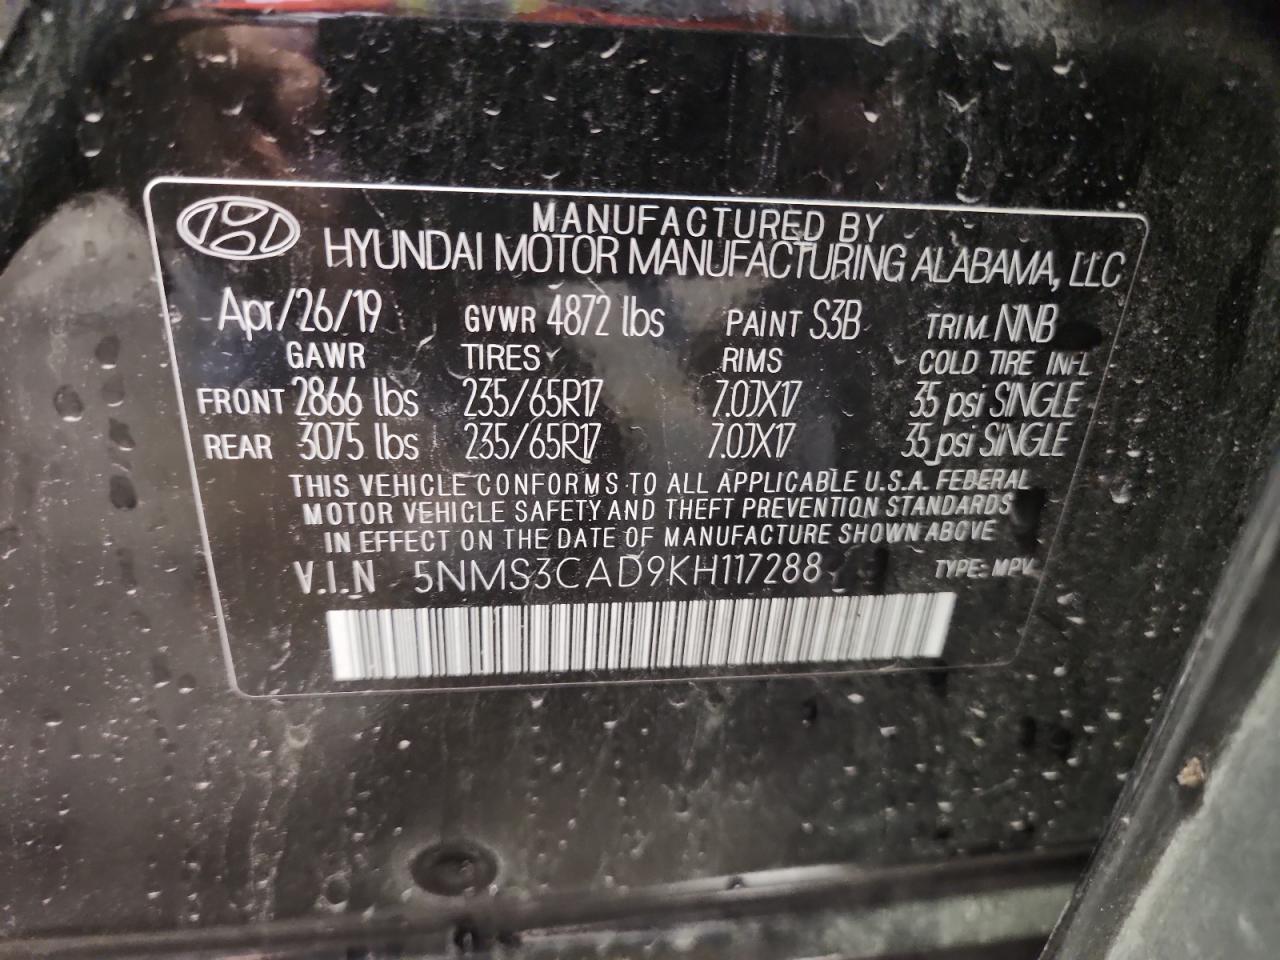 MANUFACTURED BY
HYUNDAI MOTOR MANUFACTURING ALABAMA, LLC
Apr/26/19 GVWR 4872 lbs PAINT S3B TRIM NNB
GAWR TIRES RIMS COLD TIRE INFL
FRONT 2866 lbs 235/65R17 7.0JX17 35 psi SINGLE
REAR 3075 lbs 235/65R17 7.0JX17 35 psi SINGLE
THIS VEHICLE CONFORMS TO ALL APPLICABLE U.S.A. FEDERAL
MOTOR VEHICLE SAFETY AND THEFT PREVENTION STANDARDS
IN EFFECT ON THE DATE OF MANUFACTURE SHOWN ABOVE
V.I.N 5NMS3CAD9KH117288 TYPE: MPV